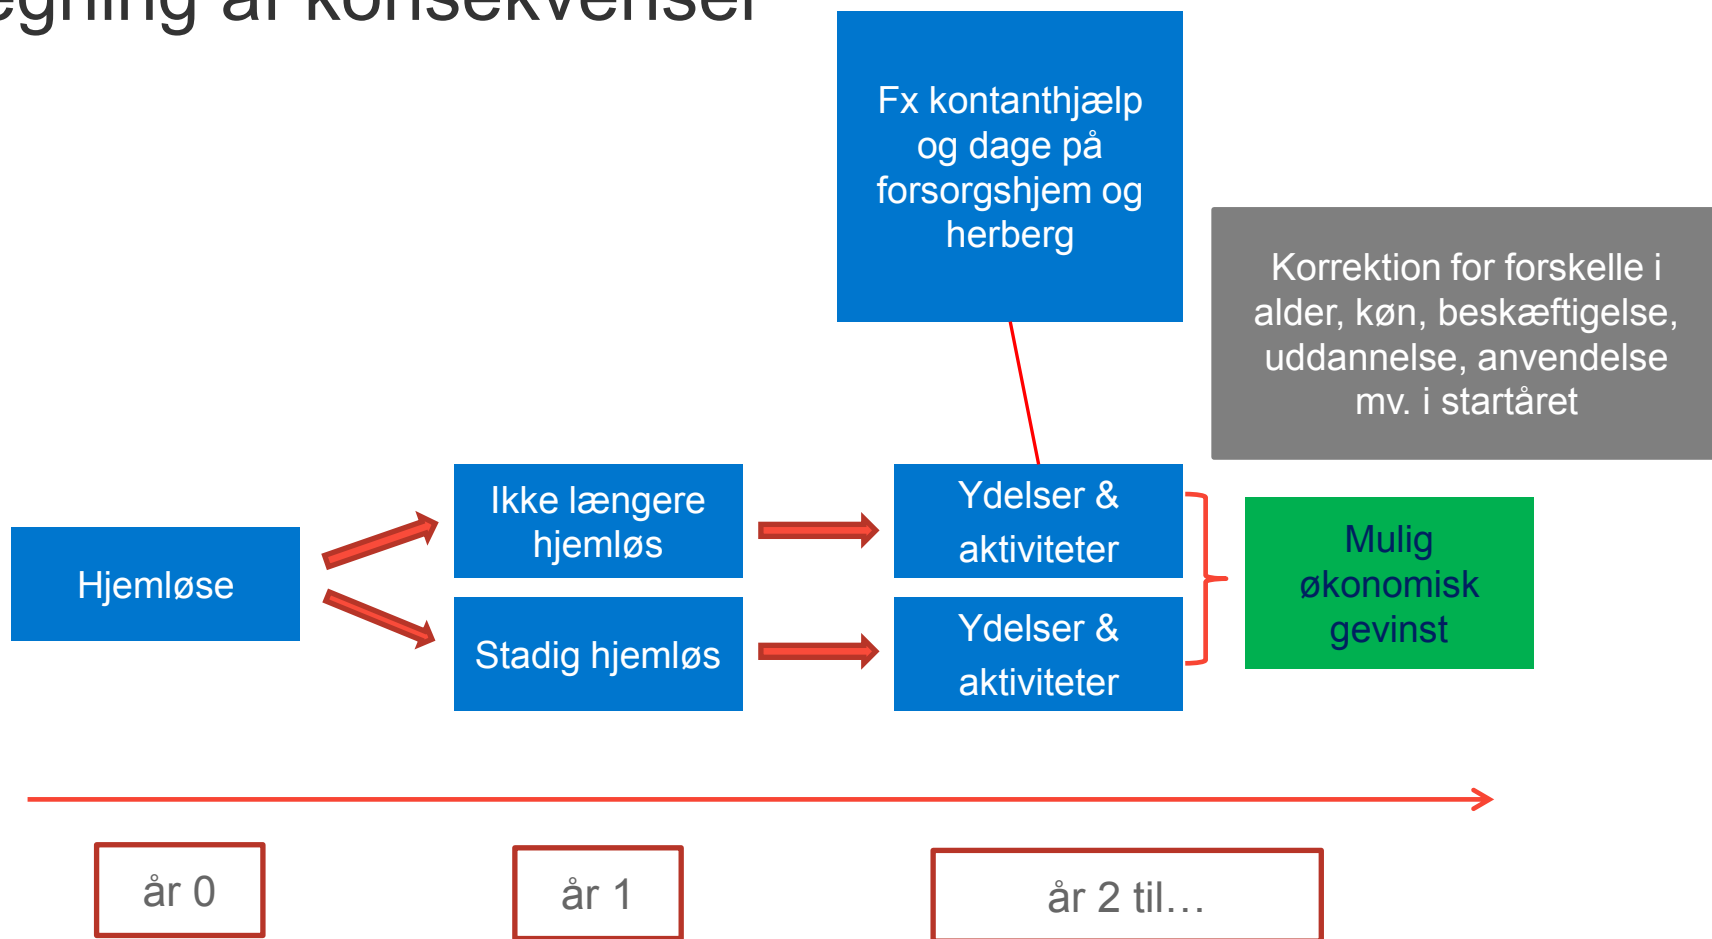 af konsekvenser
Fx kontanthjælp
og dage på
forsorgshjem og
herberg
Korrektion for forskelle i
alder, køn, beskæftigelse,
uddannelse, anvendelse
mv. i startåret
Hjemløse
Ikke længere
hjemløs
Stadig hjemløs
Ydelser &
aktiviteter
Ydelser &
aktiviteter
Mulig
økonomisk
gevinst
år 0
år 1
år 2 til…